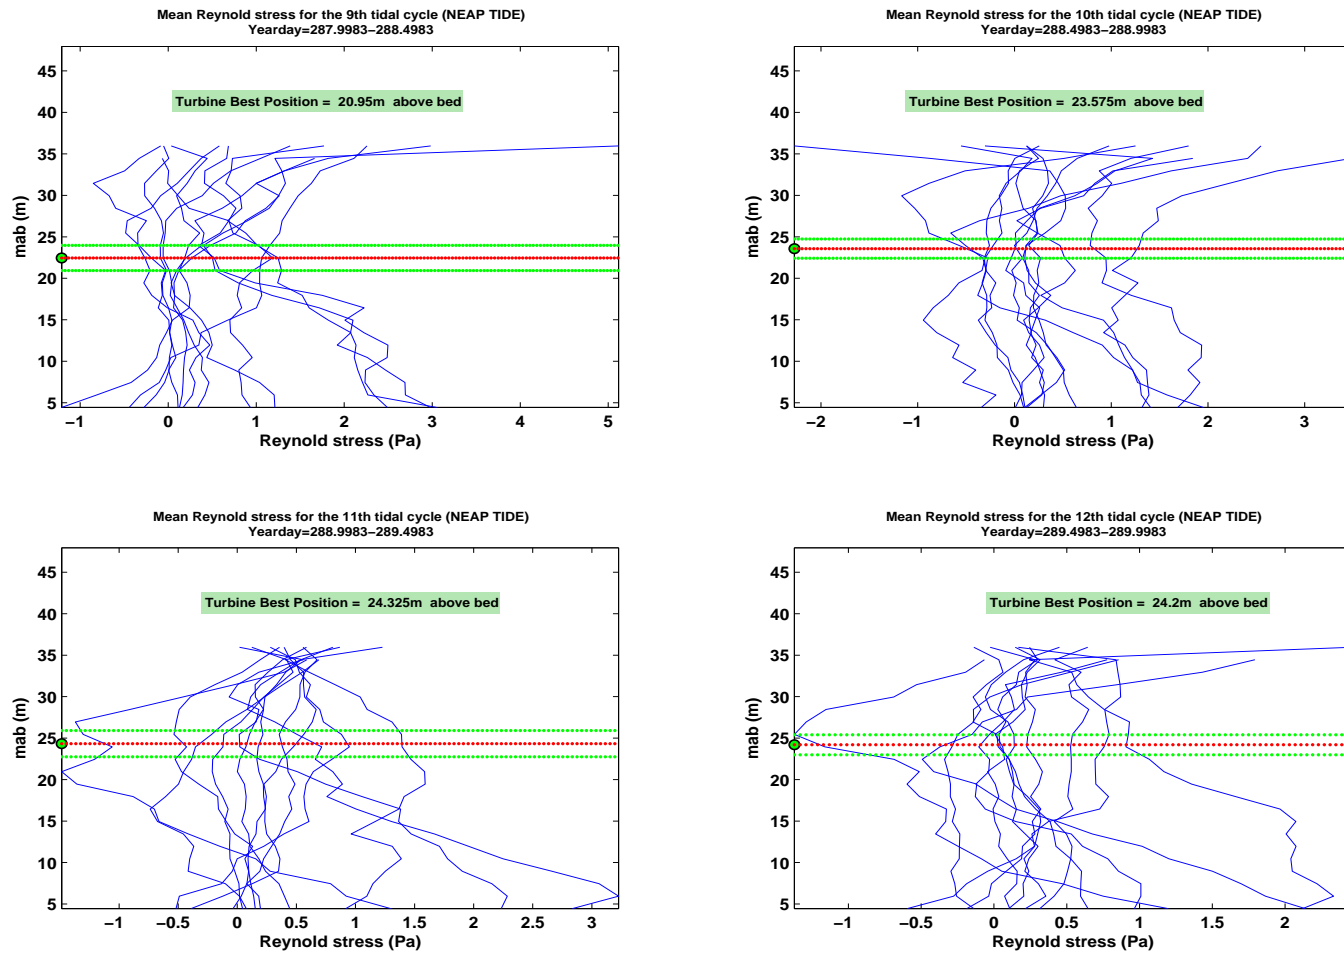 Mean Reynold stress for the 9th tidal cycle (NEAP TIDE)
Yearday=287.9983−288.4983
Turbine Best Position = 20.95m above bed
mab (m)
45
40
35
30
25
20
15
10
5
−1 0 1 2 3 4 5
Reynold stress (Pa)
Mean Reynold stress for the 10th tidal cycle (NEAP TIDE)
Yearday=288.4983−288.9983
Turbine Best Position = 23.575m above bed
mab (m)
45
40
35
30
25
20
15
10
5
−2 −1 0 1 2 3
Reynold stress (Pa)
Mean Reynold stress for the 11th tidal cycle (NEAP TIDE)
Yearday=288.9983−289.4983
Turbine Best Position = 24.325m above bed
mab (m)
45
40
35
30
25
20
15
10
5
−1 −0.5 0 0.5 1 1.5 2 2.5 3
Reynold stress (Pa)
Mean Reynold stress for the 12th tidal cycle (NEAP TIDE)
Yearday=289.4983−289.9983
Turbine Best Position = 24.2m above bed
mab (m)
45
40
35
30
25
20
15
10
5
−1 −0.5 0 0.5 1 1.5 2
Reynold stress (Pa)